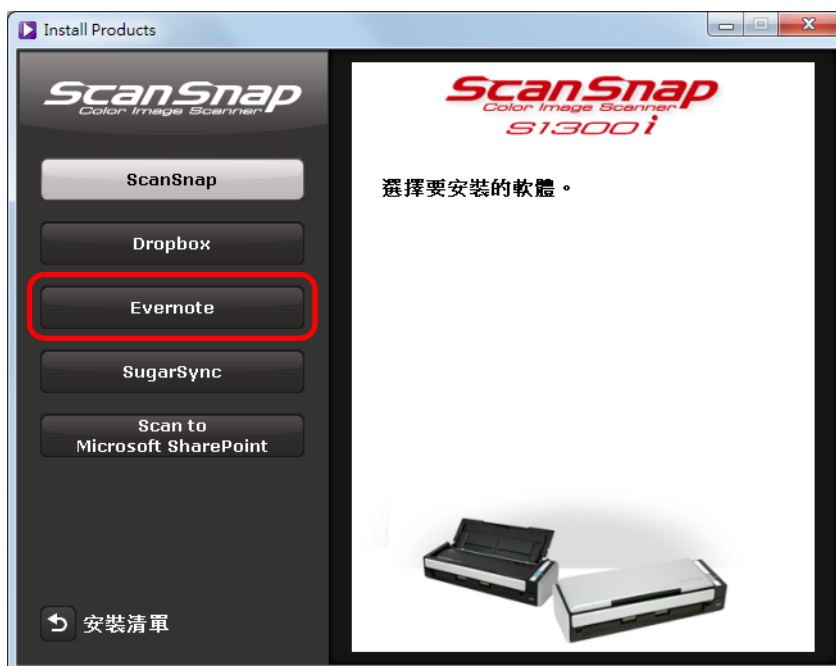 Install Products
ScanSnap
Color Image Scanner
ScanSnap
Dropbox
Evernote
SugarSync
Scan to
Microsoft SharePoint
安裝清單
ScanSnap
Color Image Scanner
S1300i
選擇要安裝的軟體。